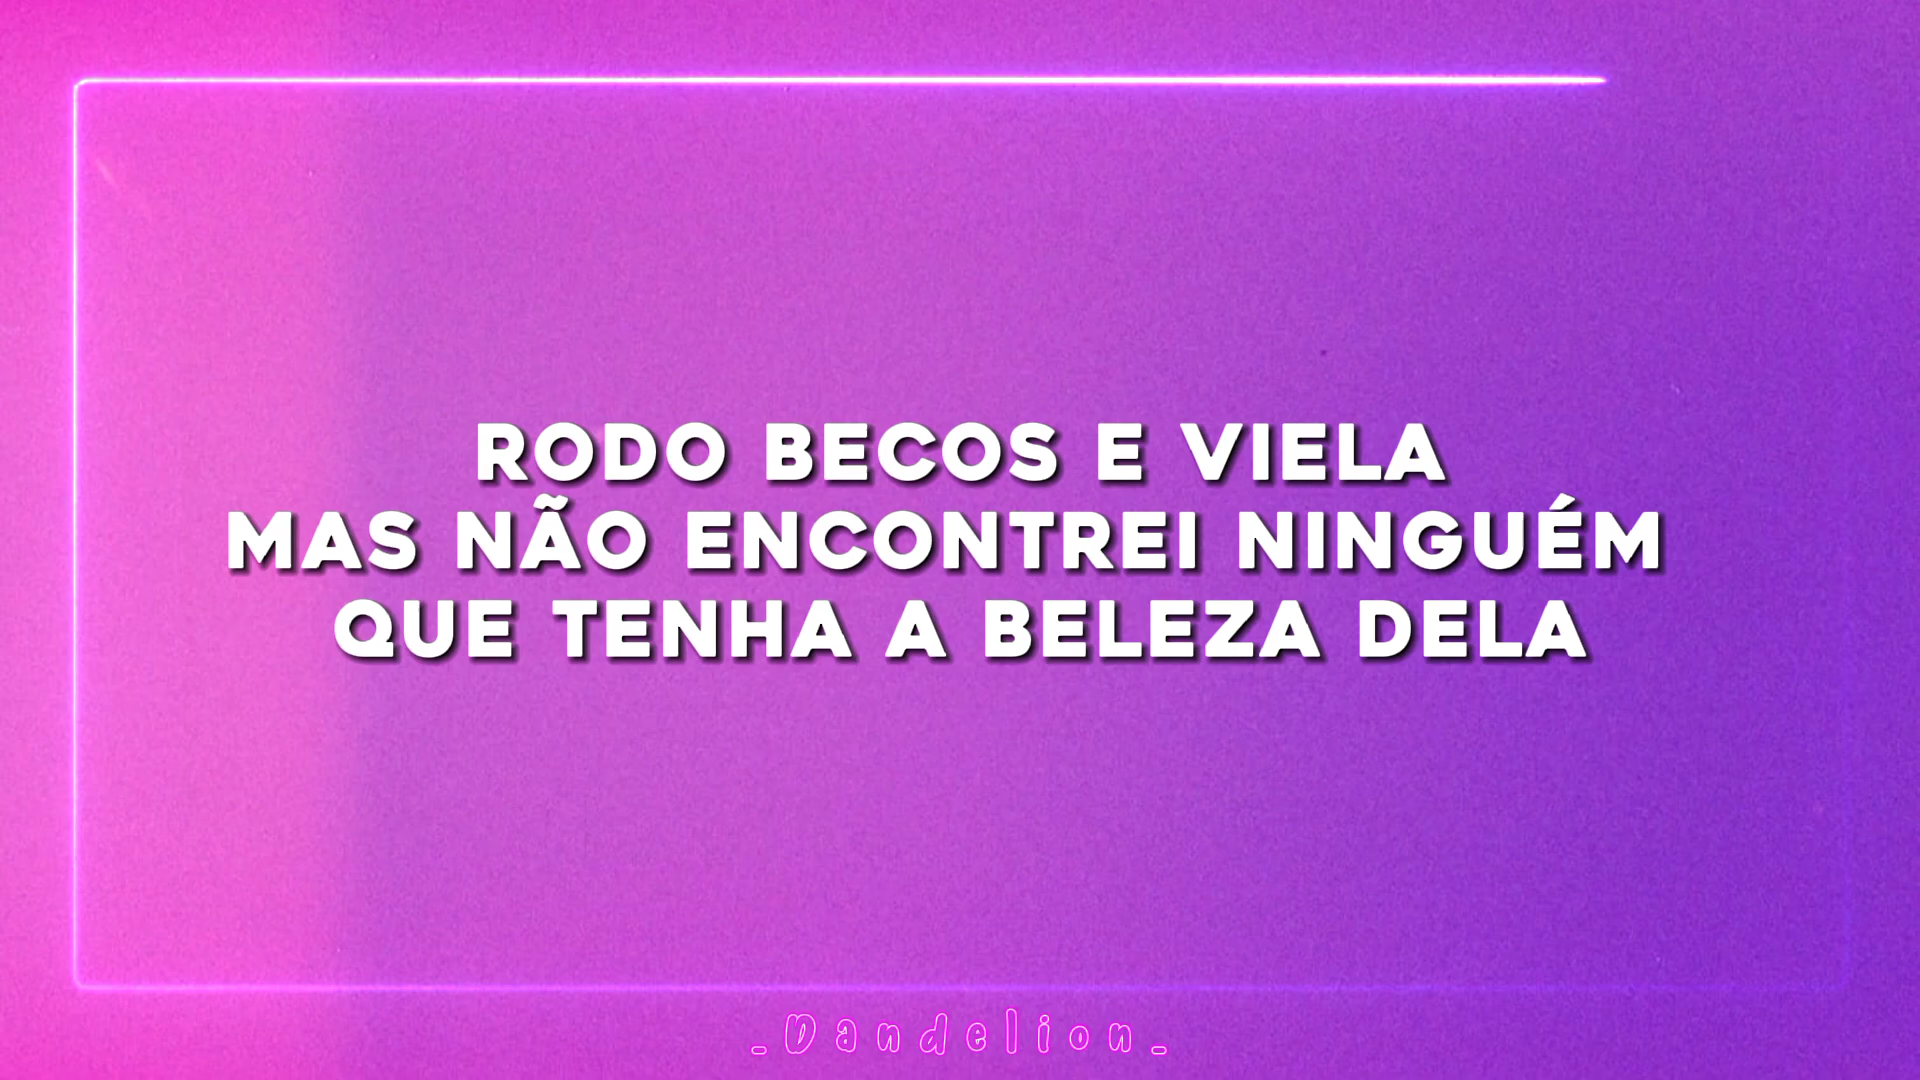 RODO BECOS E VIELA
MAS NÃO ENCONTREI NINGUÉM
QUE TENHA A BELEZA DELA
_Dandelion_